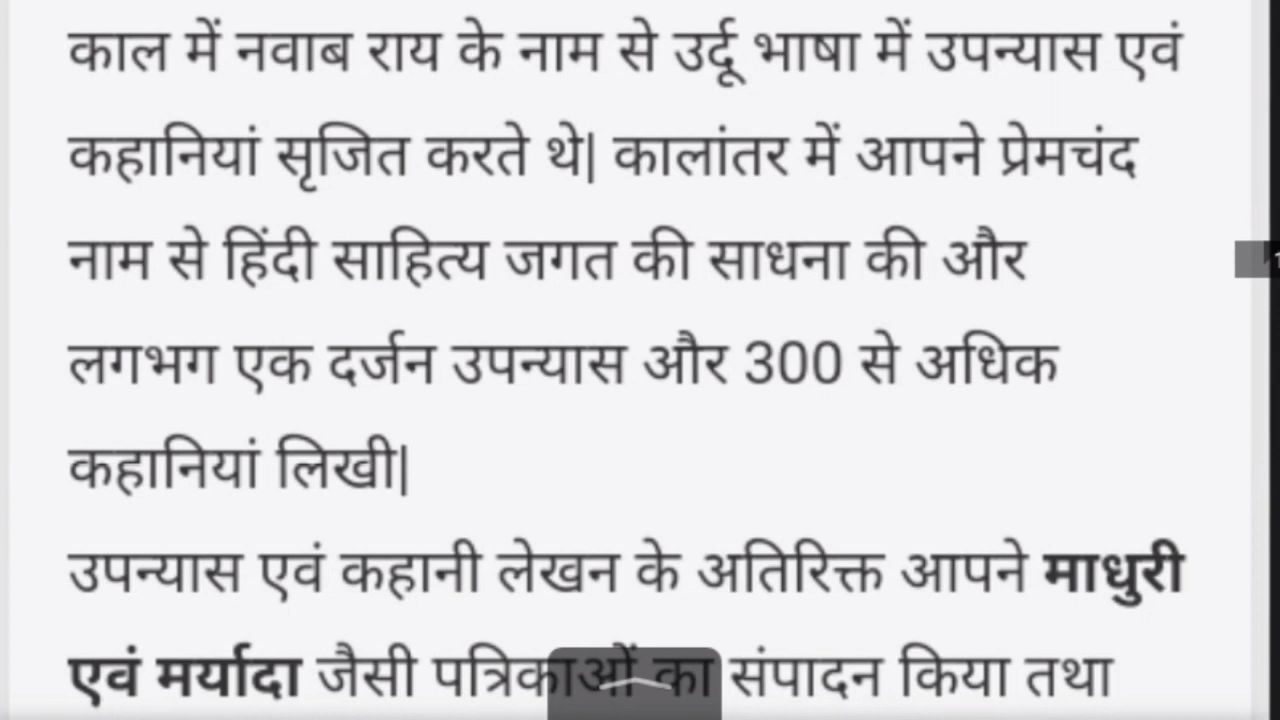 काल में नवाब राय के नाम से उर्दू भाषा में उपन्यास एवं
कहानियां सृजित करते थे| कालांतर में आपने प्रेमचंद
नाम से हिंदी साहित्य जगत की साधना की और
लगभग एक दर्जन उपन्यास और 300 से अधिक
कहानियां लिखी|
उपन्यास एवं कहानी लेखन के अतिरिक्त आपने माधुरी
एवं मर्यादा जैसी पत्रिकाओं का संपादन किया तथा